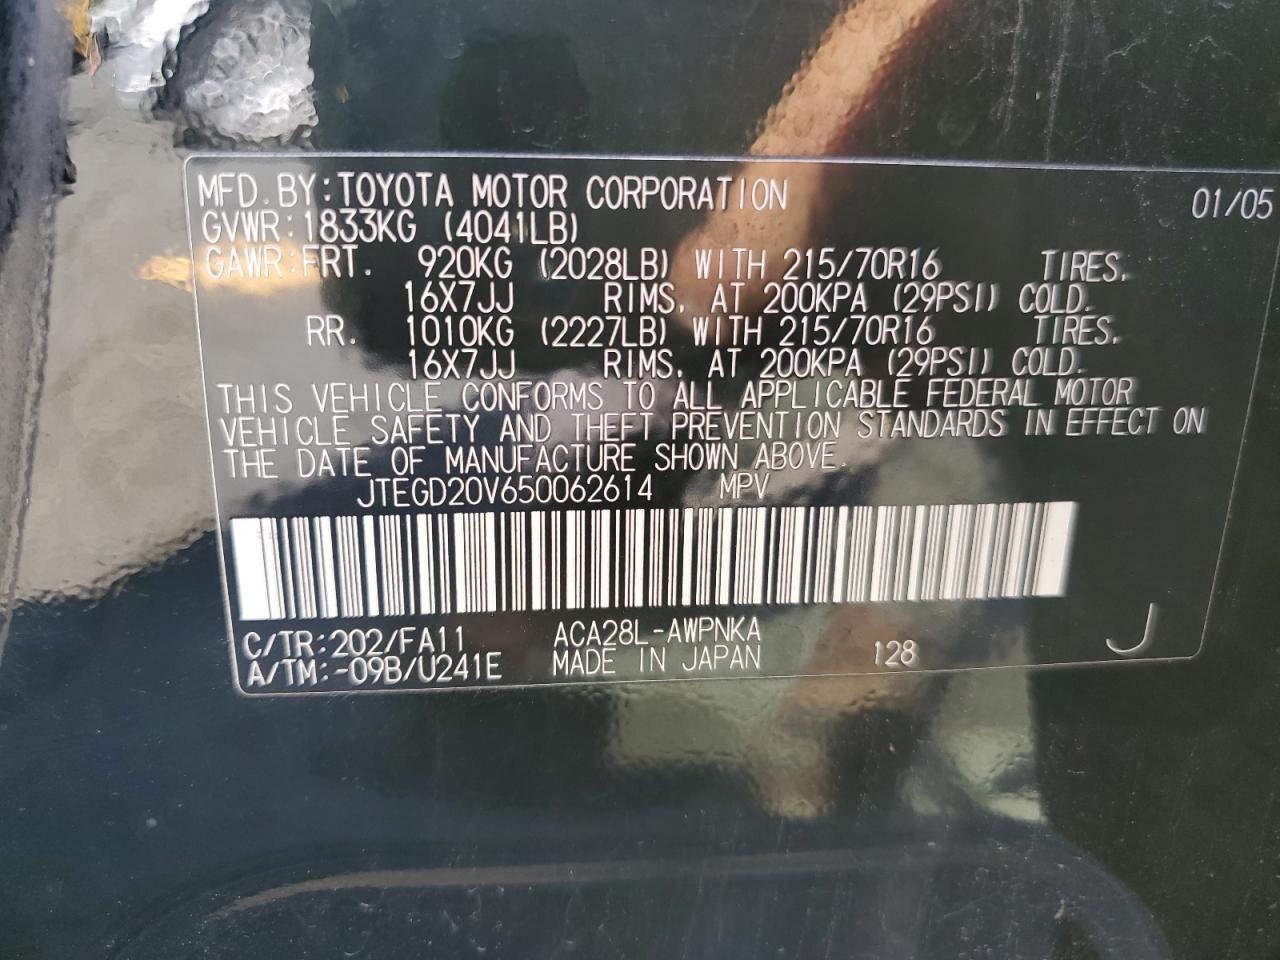 MFD.BY:TOYOTA MOTOR CORPORATION 01/05
GVWR:1833KG (4041LB)
GAWR:FRT. 920KG (2028LB) WITH 215/70R16 TIRES,
16X7JJ RIMS, AT 200KPA (29PSI) COLD.
RR. 1010KG (2227LB) WITH 215/70R16 TIRES,
16X7JJ RIMS, AT 200KPA (29PSI) COLD.
THIS VEHICLE CONFORMS TO ALL APPLICABLE FEDERAL MOTOR
VEHICLE SAFETY AND THEFT PREVENTION STANDARDS IN EFFECT ON
THE DATE OF MANUFACTURE SHOWN ABOVE.
JTEGD20V650062614 MPV
C/TR:202/FA11 ACA28L-AWPNKA
A/TM:-09B/U241E MADE IN JAPAN 128 J